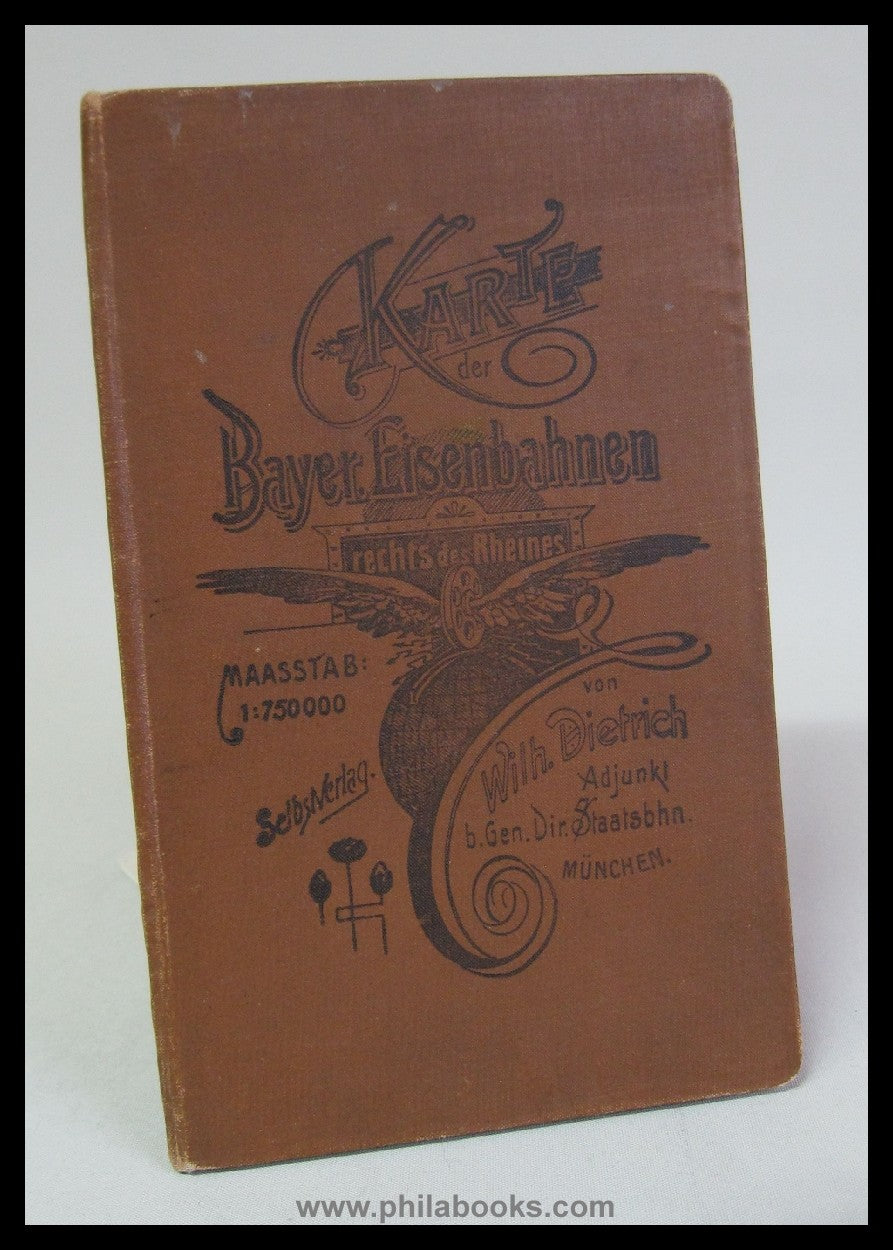 KARTE
der
Bayer. Eisenbahnen
rechts des Rheines
MAASSTAB:
1:750000
Selbstverlag.
von
Wilh. Dietrich
Adjunkt
b. Gen. Dir. Staatsbhn.
MÜNCHEN.
www.philabooks.com